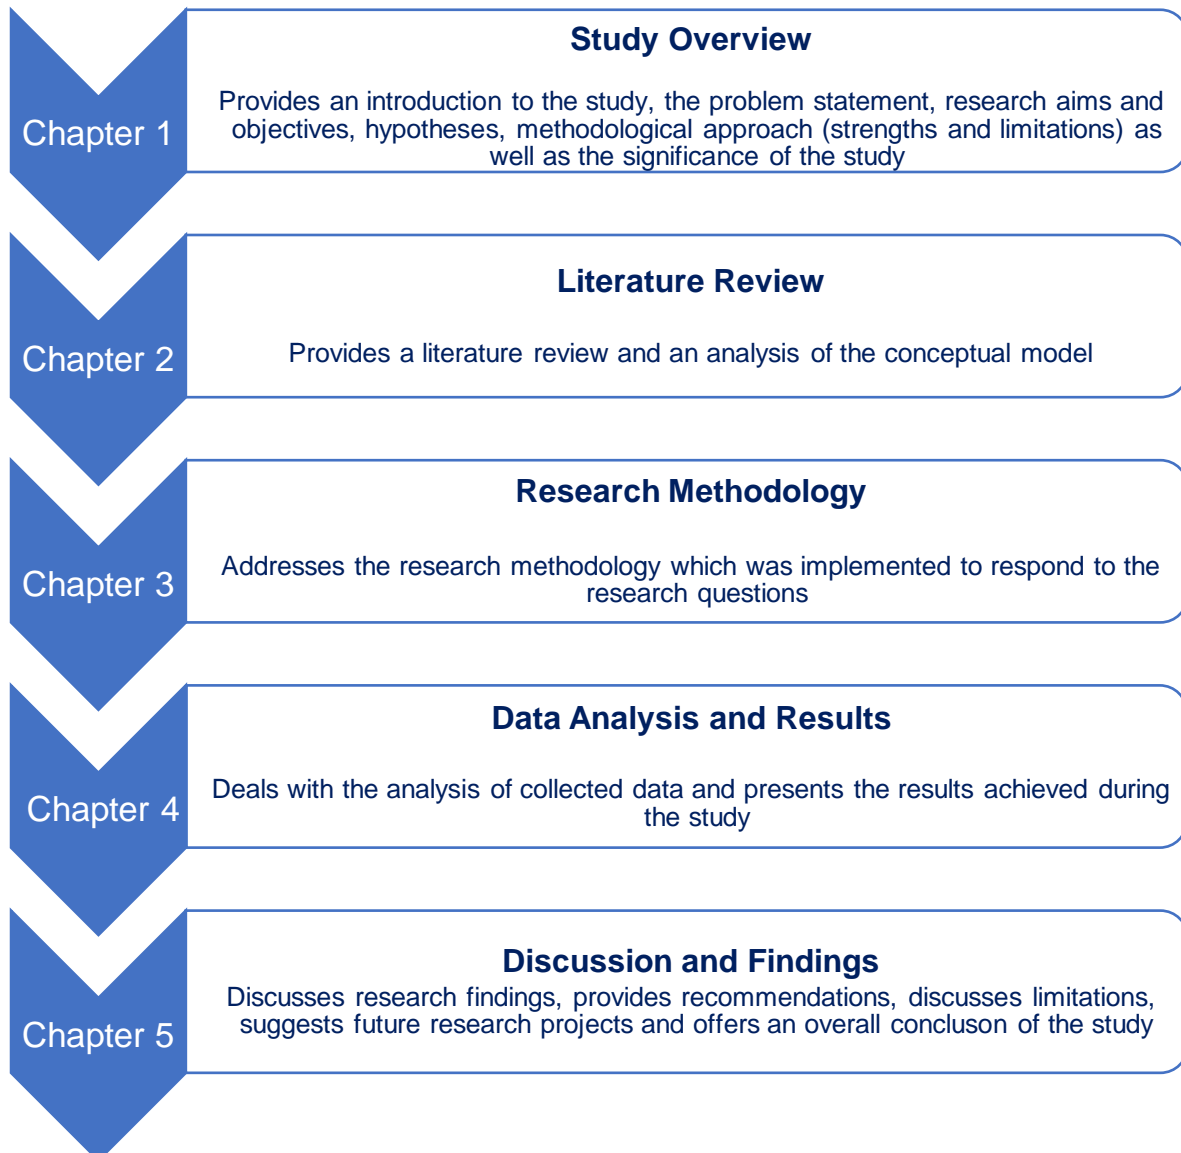 Study Overview
Chapter 1
Provides an introduction to the study, the problem statement, research aims and
objectives, hypotheses, methodological approach (strengths and limitations) as
well as the significance of the study
Literature Review
Chapter 2
Provides a literature review and an analysis of the conceptual model
Research Methodology
Chapter 3
Addresses the research methodology which was implemented to respond to the
research questions
Data Analysis and Results
Chapter 4
Deals with the analysis of collected data and presents the results achieved during
the study
Discussion and Findings
Chapter 5
Discusses research findings, provides recommendations, discusses limitations,
suggests future research projects and offers an overall concluson of the study